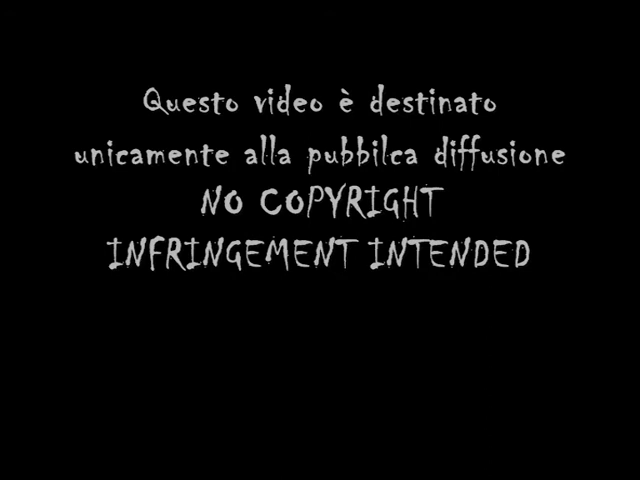 Questo video è destinato
unicamente alla pubbilca diffusione
NO COPYRIGHT
INFRINGEMENT INTENDED